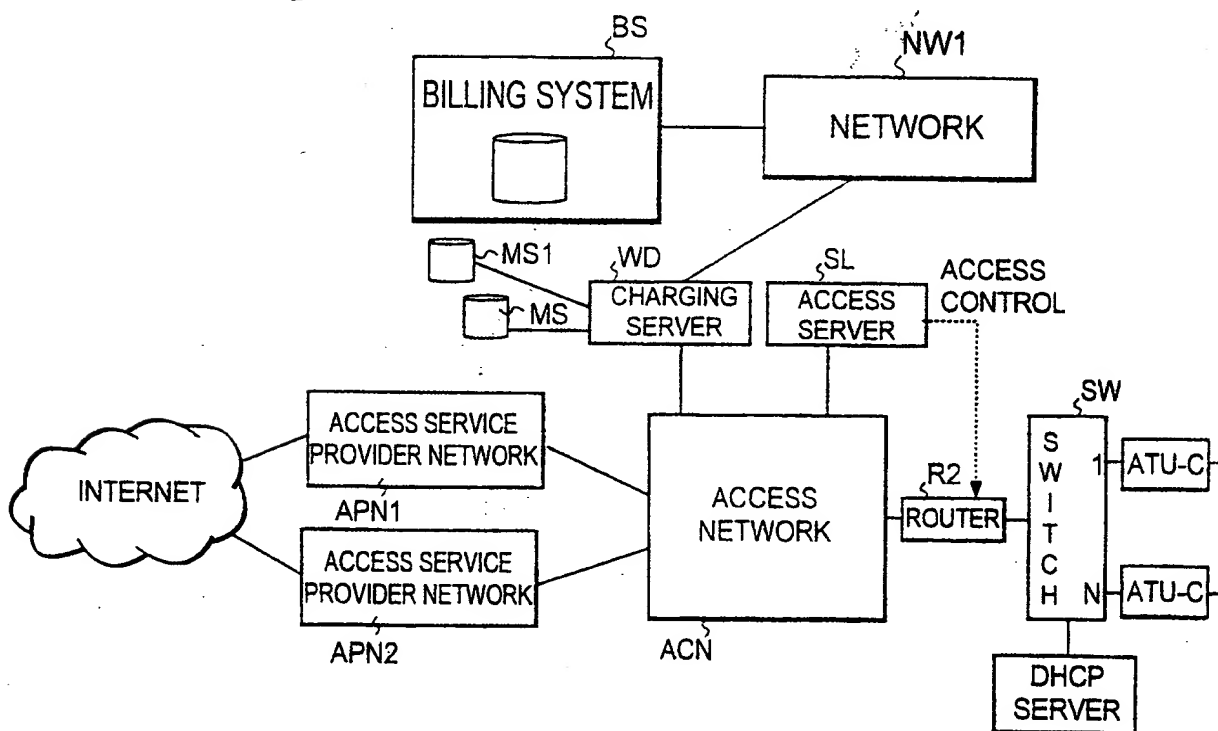 BS
NW1
BILLING SYSTEM
NETWORK
MS1
WD
SL
ACCESS
CONTROL
MS
CHARGING
SERVER
ACCESS
SERVER
SW
ACCESS SERVICE
PROVIDER NETWORK
APN1
INTERNET
ACCESS
NETWORK
R2
ROUTER
SWITCH
1
ATU-C
N
ATU-C
ACCESS SERVICE
PROVIDER NETWORK
APN2
ACN
DHCP
SERVER